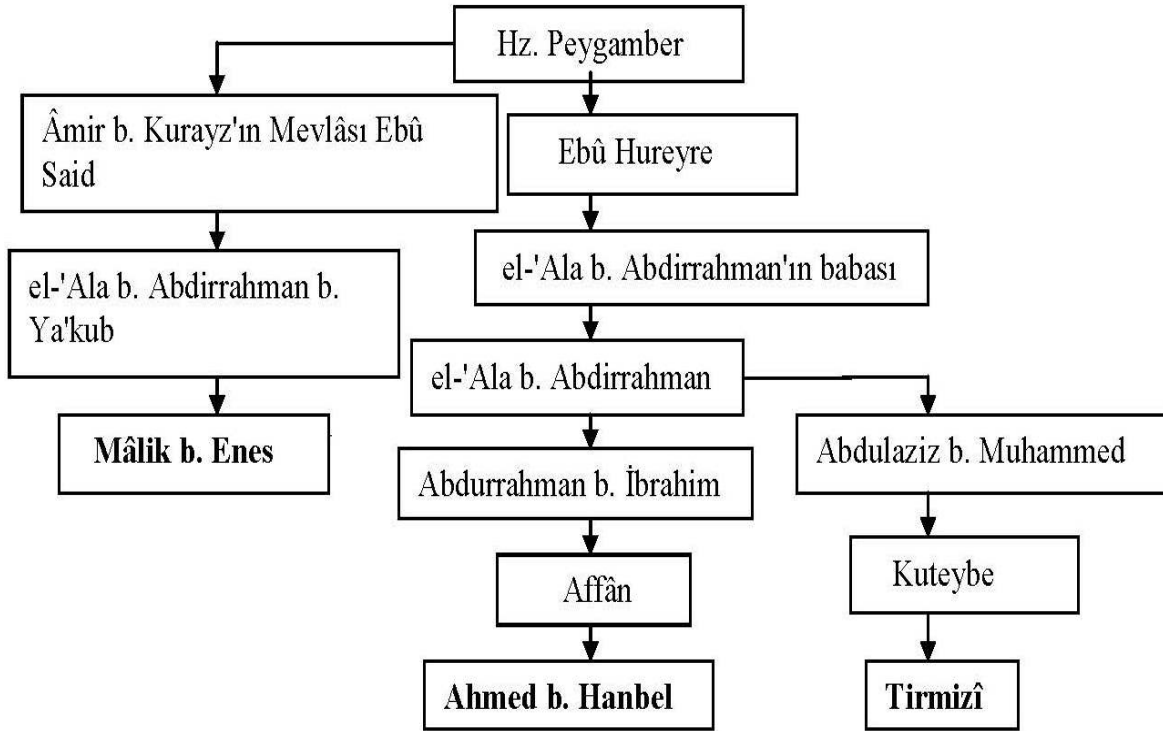 Hz. Peygamber
Âmir b. Kurayz'ın Mevlâsı Ebû
Said
Ebû Hureyre
el-'Ala b. Abdirrahman b.
Ya'kub
el-'Ala b. Abdirrahman'ın babası
el-'Ala b. Abdirrahman
Mâlik b. Enes
Abdurrahman b. İbrahim
Abdulaziz b. Muhammed
Affân
Kuteybe
Ahmed b. Hanbel
Tirmizî